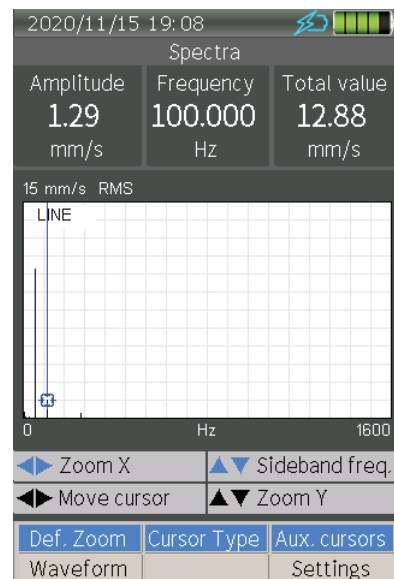 2020/11/15 19:08
Spectra
Amplitude Frequency Total value
1.29 100.000 12.88
mm/s Hz mm/s
15 mm/s RMS
LINE
0 Hz 1600
Zoom X Sideband freq.
Move cursor Zoom Y
Def. Zoom Cursor Type Aux. cursors
Waveform Settings